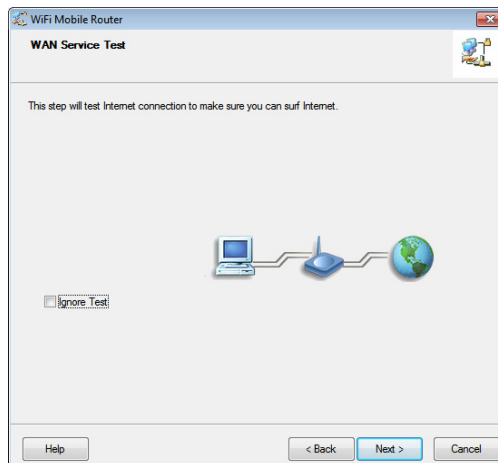 WiFi Mobile Router
WAN Service Test
This step will test Internet connection to make sure you can surf Internet.
Ignore Test
Help
< Back
Next >
Cancel